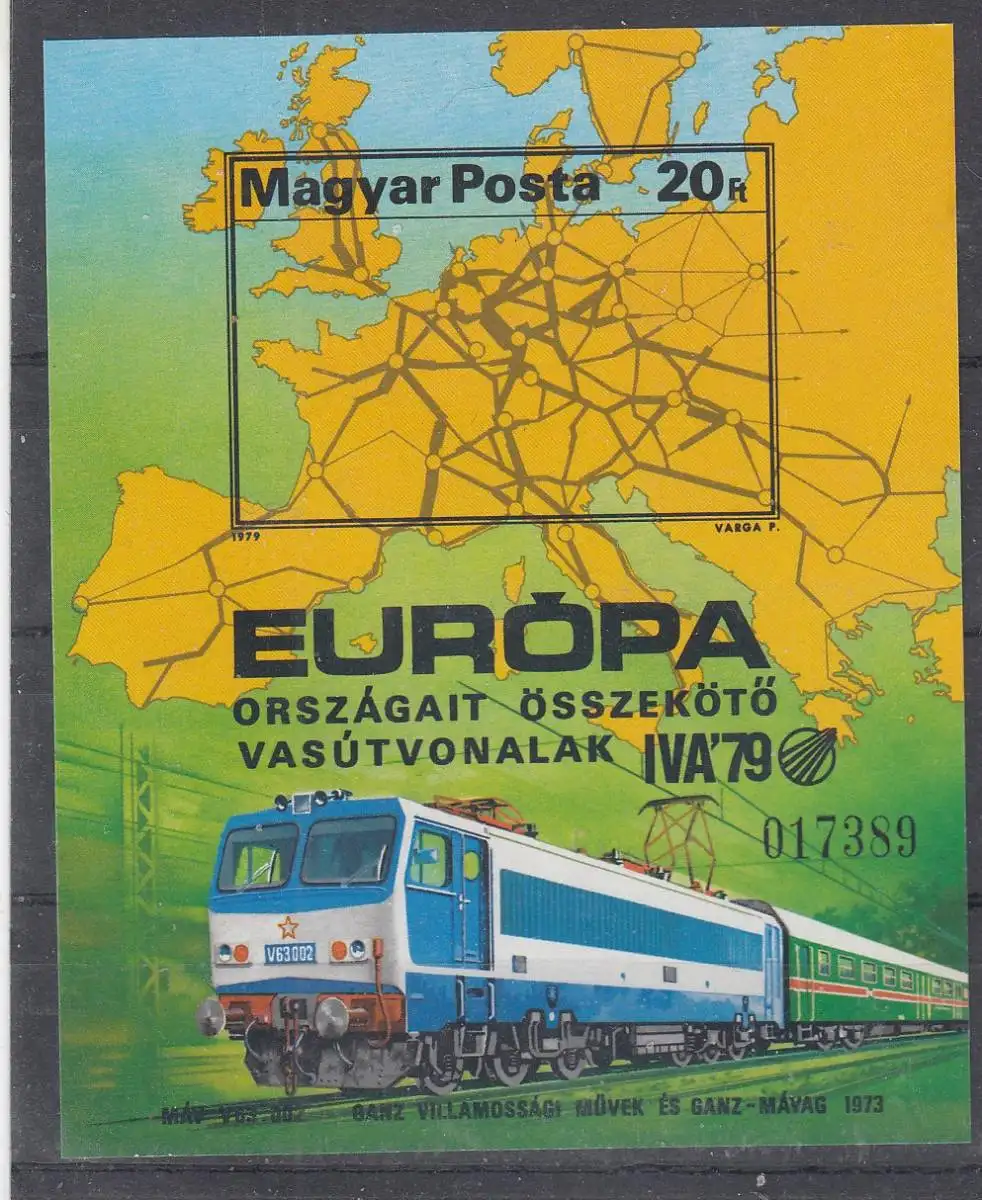 Magyar Posta 20Ft
1979 VARGA P.
EURÓPA
ORSZÁGAIT ÖSSZEKÖTŐ
VASÚTVONALAK IVA'79
017389
V63002
MÁV V63.002 GANZ VILLAMOSSÁGI MŰVEK ÉS GANZ-MÁVAG 1973